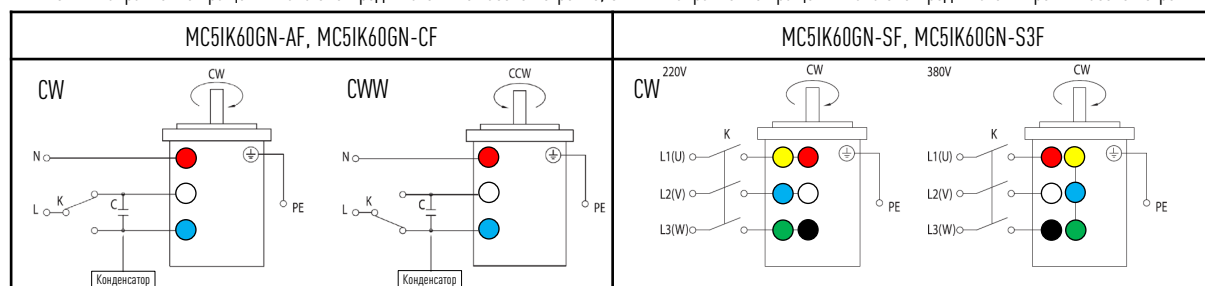 MC5IK60GN-AF, MC5IK60GN-CF
MC5IK60GN-SF, MC5IK60GN-S3F
CW
CW
N
L
K
C
PE
Конденсатор
CWW
CCW
N
L
K
C
PE
Конденсатор
CW
220V
CW
K
L1(U)
L2(V)
L3(W)
PE
380V
CW
K
L1(U)
L2(V)
L3(W)
PE